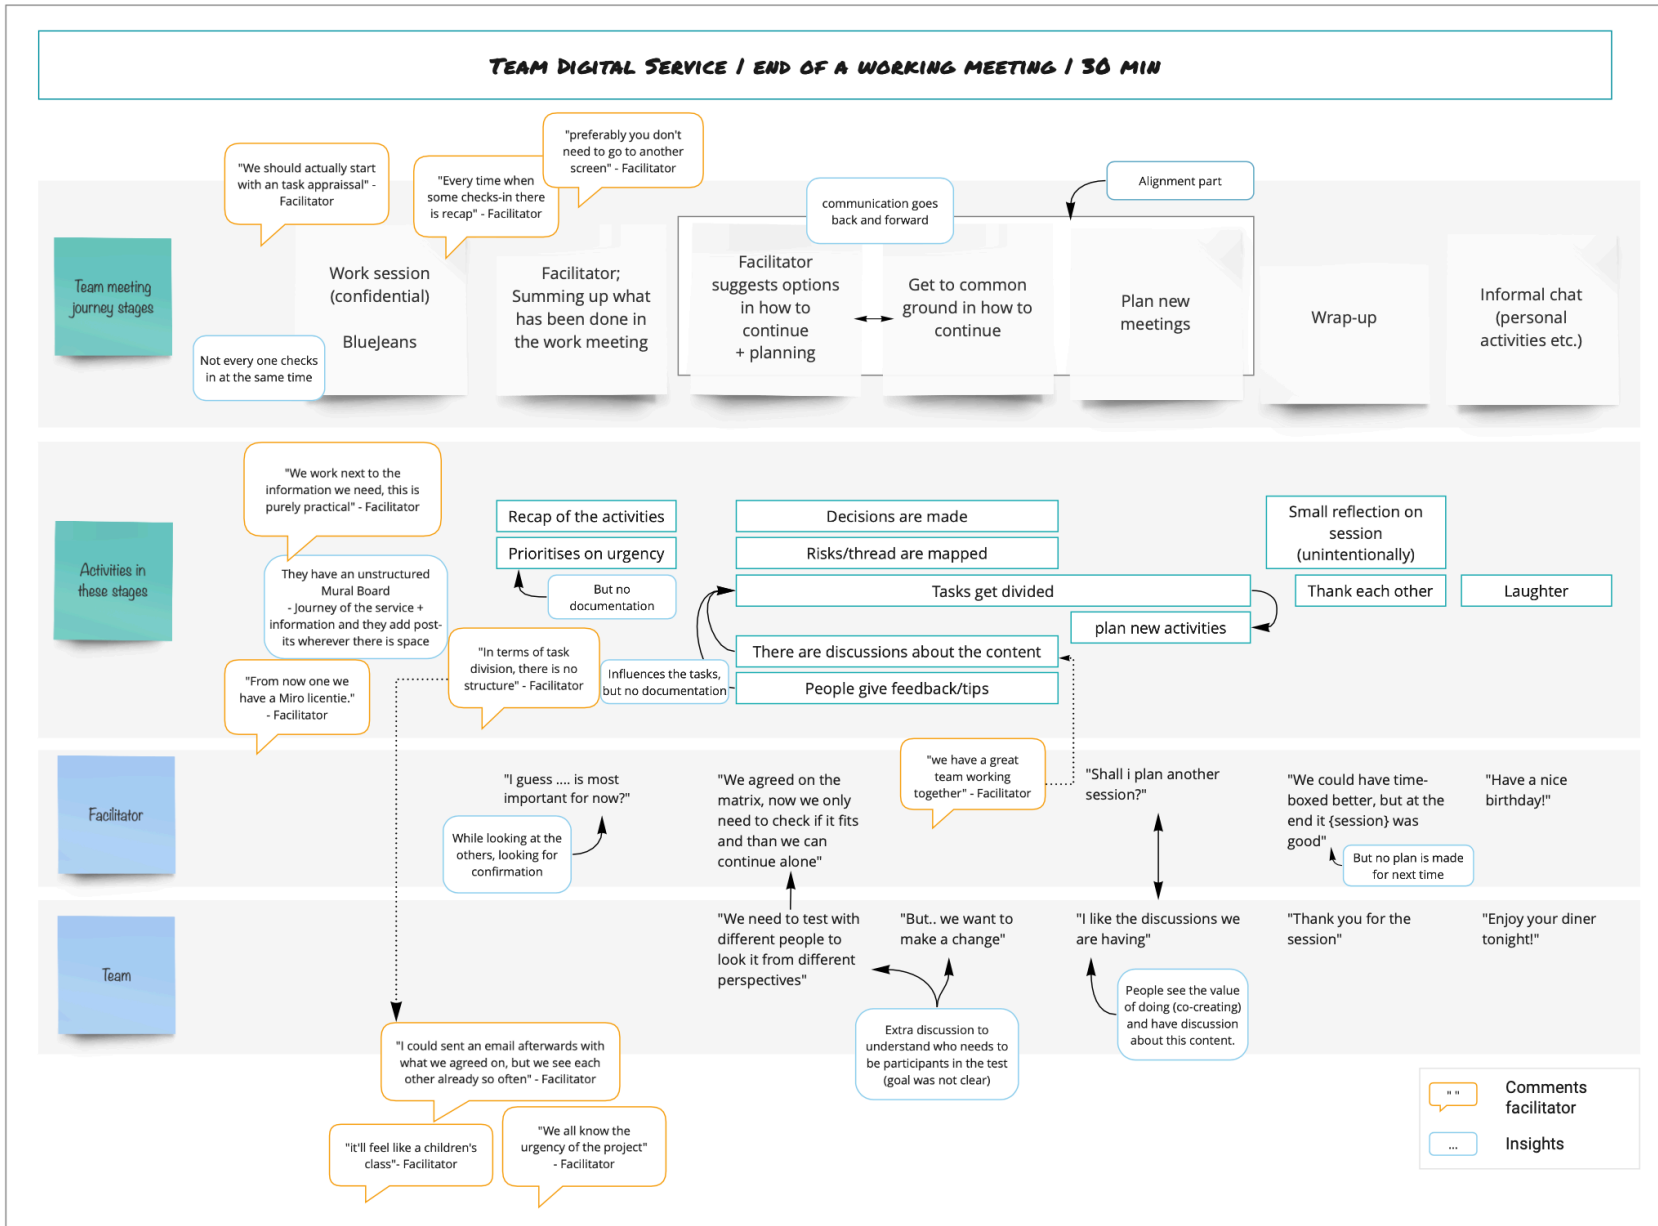 TEAM DIGITAL SERVICE / END OF A WORKING MEETING / 30 MIN
"preferably you don't
need to go to another
screen" - Facilitator
"We should actually start
with an task appraissal" -
Facilitator
"Every time when
some checks-in there
is recap" - Facilitator
communication goes
back and forward
Alignment part
Team meeting
journey stages
Work session
(confidential)
BlueJeans
Not every one checks
in at the same time
Facilitator;
Summing up what
has been done in
the work meeting
Facilitator
suggests options
in how to
continue
+ planning
Get to common
ground in how to
continue
Plan new
meetings
Wrap-up
Informal chat
(personal
activities etc.)
Activities in
these stages
"We work next to the
information we need, this is
purely practical" - Facilitator
They have an unstructured
Mural Board
- Journey of the service +
information and they add post-
its wherever there is space
"From now one we
have a Miro licentie."
- Facilitator
Recap of the activities
Prioritises on urgency
But no
documentation
"In terms of task
division, there is no
structure" - Facilitator
Influences the tasks,
but no documentation
Decisions are made
Risks/thread are mapped
Tasks get divided
plan new activities
There are discussions about the content
People give feedback/tips
Small reflection on
session
(unintentionally)
Thank each other
Laughter
Facilitator
"I guess .... is most
important for now?"
While looking at the
others, looking for
confirmation
"We agreed on the
matrix, now we only
need to check if it fits
and than we can
continue alone"
"we have a great
team working
together" - Facilitator
"Shall i plan another
session?"
"We could have time-
boxed better, but at the
end it {session} was
good"
But no plan is made
for next time
"Have a nice
birthday!"
Team
"We need to test with
different people to
look it from different
perspectives"
"But.. we want to
make a change"
Extra discussion to
understand who needs to
be participants in the test
(goal was not clear)
"I like the discussions we
are having"
People see the value
of doing (co-creating)
and have discussion
about this content.
"Thank you for the
session"
"Enjoy your diner
tonight!"
"I could sent an email afterwards with
what we agreed on, but we see each
other already so often" - Facilitator
"it'll feel like a children's
class"- Facilitator
"We all know the
urgency of the project"
- Facilitator
" "
Comments
facilitator
...
Insights